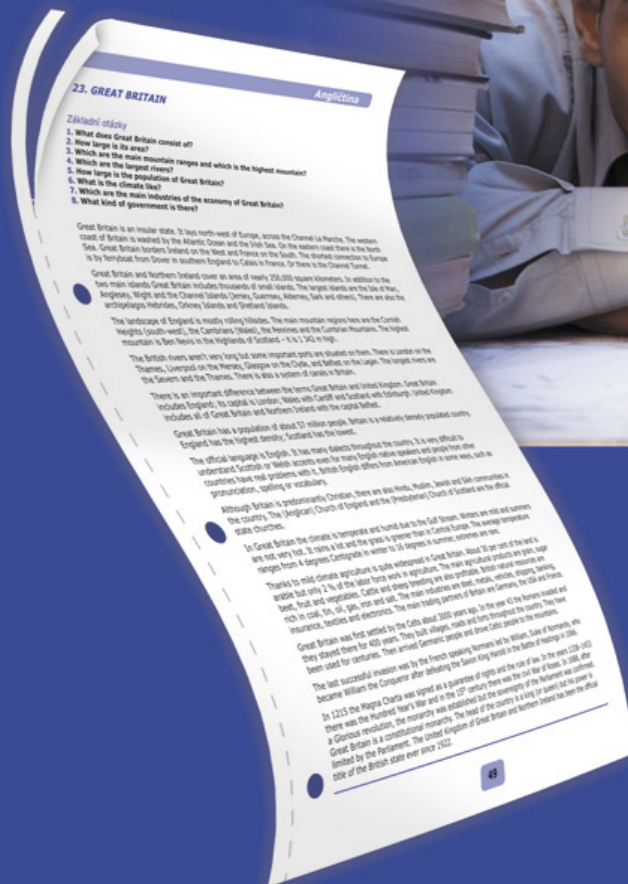 Angličtina
23. GREAT BRITAIN
Základní otázky
1. What does Great Britain consist of?
2. How large is its area?
3. Which are the main mountain ranges and which is the highest mountain?
4. Which are the largest rivers?
5. How large is the population of Great Britain?
6. What is the climate like?
7. Which are the main industries of the economy of Great Britain?
8. What kind of government is there?
Great Britain is an insular state. It lays north-west of Europe, across the Channel La Manche. The western
coast of Britain is washed by the Atlantic Ocean and the Irish Sea. On the eastern coast there is the North
Sea. Great Britain borders Ireland on the West and France on the South. The shortest connection to Europe
is by ferryboat from Dover in southern England to Calais in France. Or there is the Channel Tunnel.
Great Britain and Northern Ireland cover an area of nearly 250,000 square kilometers. In addition to the
two main islands Great Britain includes thousands of small islands. The largest islands are the Isle of Man,
Anglesey, Wight and the Channel Islands (Jersey, Guernsey, Alderney, Sark and others). There are also the
archipelagos Hebrides, Orkney Islands and Shetland Islands.
The landscape of England is mostly rolling hillsides. The main mountain regions here are the Cornish
Heights (south-west), the Cambrians (Wales), the Pennines and the Cumbrian Mountains. The highest
mountain is Ben Nevis in the Highlands of Scotland – it is 1 342 m high.
The British rivers aren't very long but some important ports are situated on them. There is London on the
Thames, Liverpool on the Mersey, Glasgow on the Clyde, and Belfast on the Lagan. The longest rivers are
the Severn and the Thames. There is also a system of canals in Britain.
There is an important difference between the terms Great Britain and United Kingdom. Great Britain
includes England; its capital is London; Wales with Cardiff and Scotland with Edinburgh. United Kingdom
includes all of Great Britain and Northern Ireland with the capital Belfast.
Great Britain has a population of about 57 million people. Britain is a relatively densely populated country.
England has the highest density; Scotland has the lowest.
The official language is English. It has many dialects throughout the country. It is very difficult to
understand Scottish or Welsh accents even for many English native speakers and people from other
countries have real problems with it. British English differs from American English in some ways, such as
pronunciation, spelling or vocabulary.
Although Britain is predominantly Christian, there are also Hindu, Muslim, Jewish and Sikh communities in
the country. The (Anglican) Church of England and the (Presbyterian) Church of Scotland are the official
state churches.
In Great Britain the climate is temperate and humid due to the Gulf Stream. Winters are mild and summers
are not very hot. It rains a lot and the grass is greener than in Central Europe. The average temperature
ranges from 4 degrees Centigrade in winter to 16 degrees in summer, extremes are rare.
Thanks to mild climate agriculture is quite widespread in Great Britain. About 30 per cent of the land is
arable but only 2 % of the labor force work in agriculture. The main agricultural products are grain, sugar
beet, fruit and vegetables. Cattle and sheep breeding are also profitable. British natural resources are
rich in coal, tin, oil, gas, iron and salt. The main industries are steel, metals, vehicles, shipping, banking,
insurance, textiles and electronics. The main trading partners of Britain are Germany, the USA and France.
Great Britain was first settled by the Celts about 3000 years ago. In the year 43 the Romans invaded and
they stayed there for 400 years. They built villages, roads and forts throughout the country. They have
been used for centuries. Then arrived Germanic people and drove Celtic people to the mountains.
The last successful invasion was by the French speaking Normans led by William, Duke of Normandy, who
became William the Conqueror after defeating the Saxon King Harold in the Battle of Hastings in 1066.
In 1215 the Magna Charta was signed as a guarantee of rights and the rule of law. In the years 1338-1453
there was the Hundred Year's War and in the 15th century there was the civil War of Roses. In 1688, after
a Glorious revolution, the monarchy was established but the sovereignty of the Parliament was confirmed.
Great Britain is a constitutional monarchy. The head of the country is a king (or queen) but his power is
limited by the Parliament. The United Kingdom of Great Britain and Northern Ireland has been the official
title of the British state ever since 1922.
49